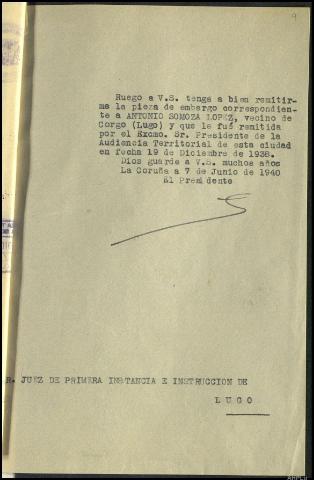 9
Ruego a V.S. tenga a bien remitir-
me la pieza de embargo correspondien-
te a ANTONIO SOMOZA LOPEZ, vecino de
Corgo (Lugo) y que le fué remitida
por el Excmo. Sr. Presidente de la
Audiencia Territorial de esta ciudad
en fecha 19 de Diciembre de 1938.
Dios guarde a V.S. muchos años
La Coruña a 7 de Junio de 1940
El Presidente
R. JUEZ DE PRIMERA INSTANCIA E INSTRUCCION DE
L U G O